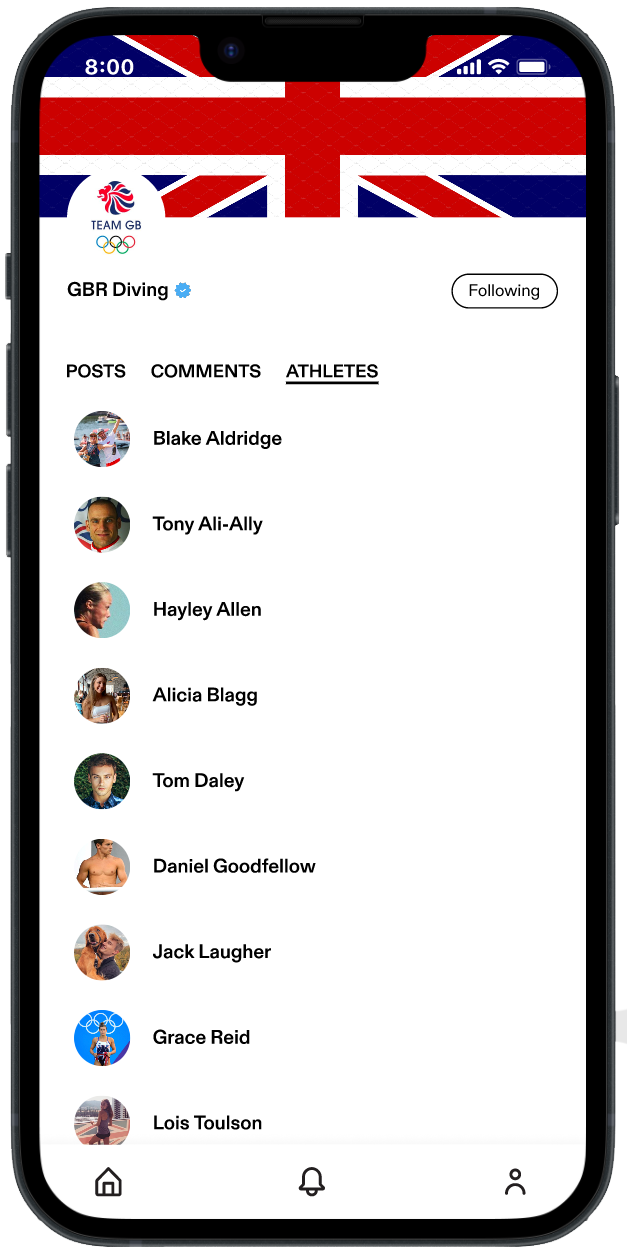 8:00
TEAM GB
GBR Diving
Following
POSTS COMMENTS ATHLETES
Blake Aldridge
Tony Ali-Ally
Hayley Allen
Alicia Blagg
Tom Daley
Daniel Goodfellow
Jack Laugher
Grace Reid
Lois Toulson